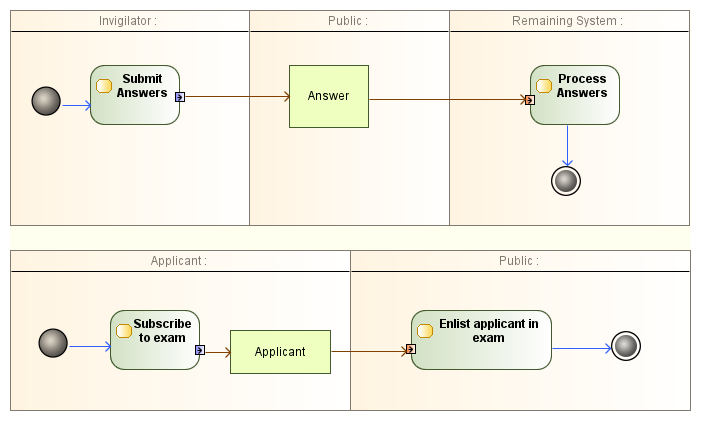 Invigilator :
Public :
Remaining System :
Submit
Answers
Answer
Process
Answers
Applicant :
Public :
Subscribe
to exam
Applicant
Enlist applicant in
exam